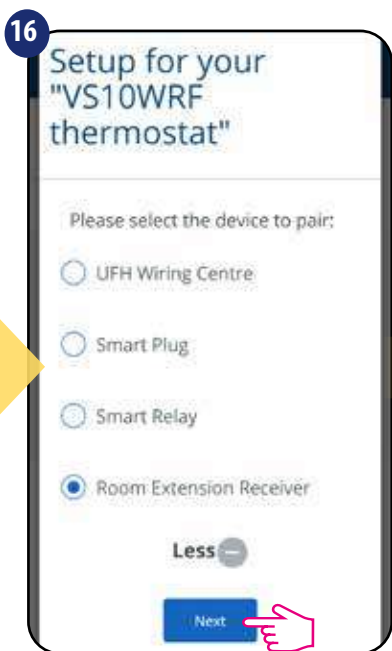 16
Setup for your
"VS10WRF
thermostat"
Please select the device to pair:
UFH Wiring Centre
Smart Plug
Smart Relay
Room Extension Receiver
Less
Next